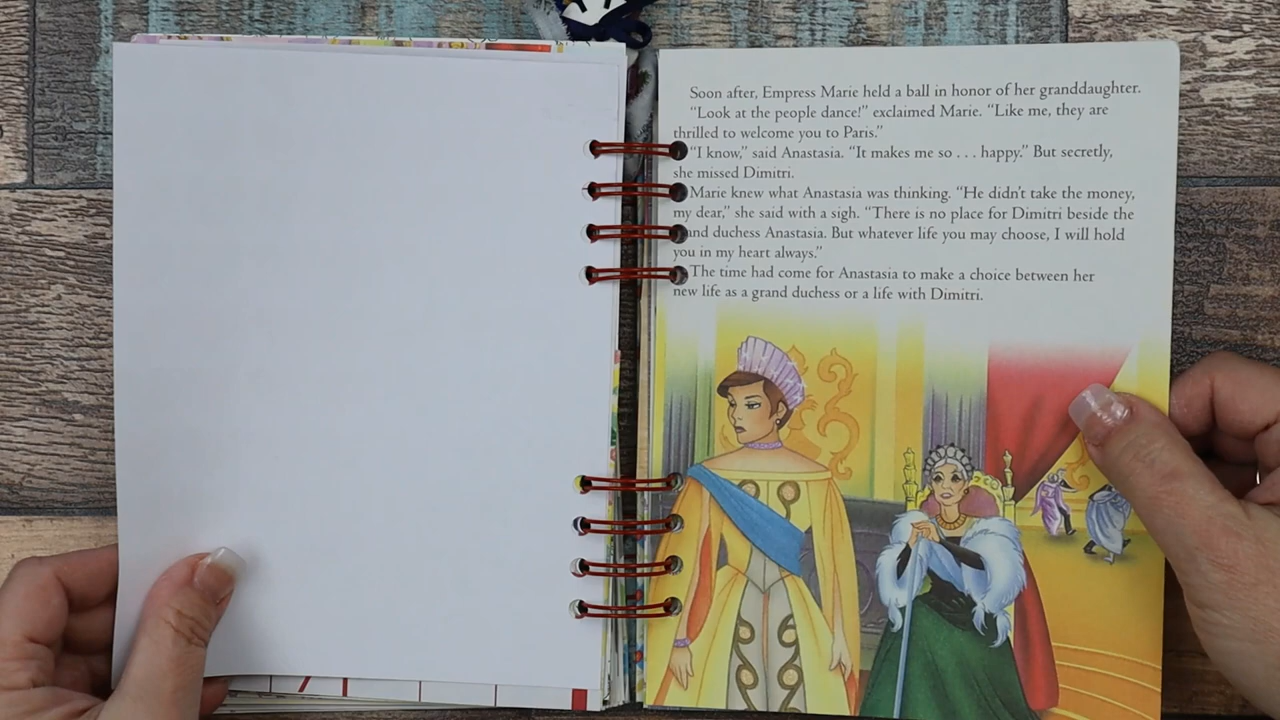 Soon after, Empress Marie held a ball in honor of her granddaughter.
“Look at the people dance!” exclaimed Marie. “Like me, they are
thrilled to welcome you to Paris.”
“I know,” said Anastasia. “It makes me so . . . happy.” But secretly,
she missed Dimitri.
Marie knew what Anastasia was thinking. “He didn’t take the money,
my dear,” she said with a sigh. “There is no place for Dimitri beside the
grand duchess Anastasia. But whatever life you may choose, I will hold
you in my heart always.”
The time had come for Anastasia to make a choice between her
new life as a grand duchess or a life with Dimitri.